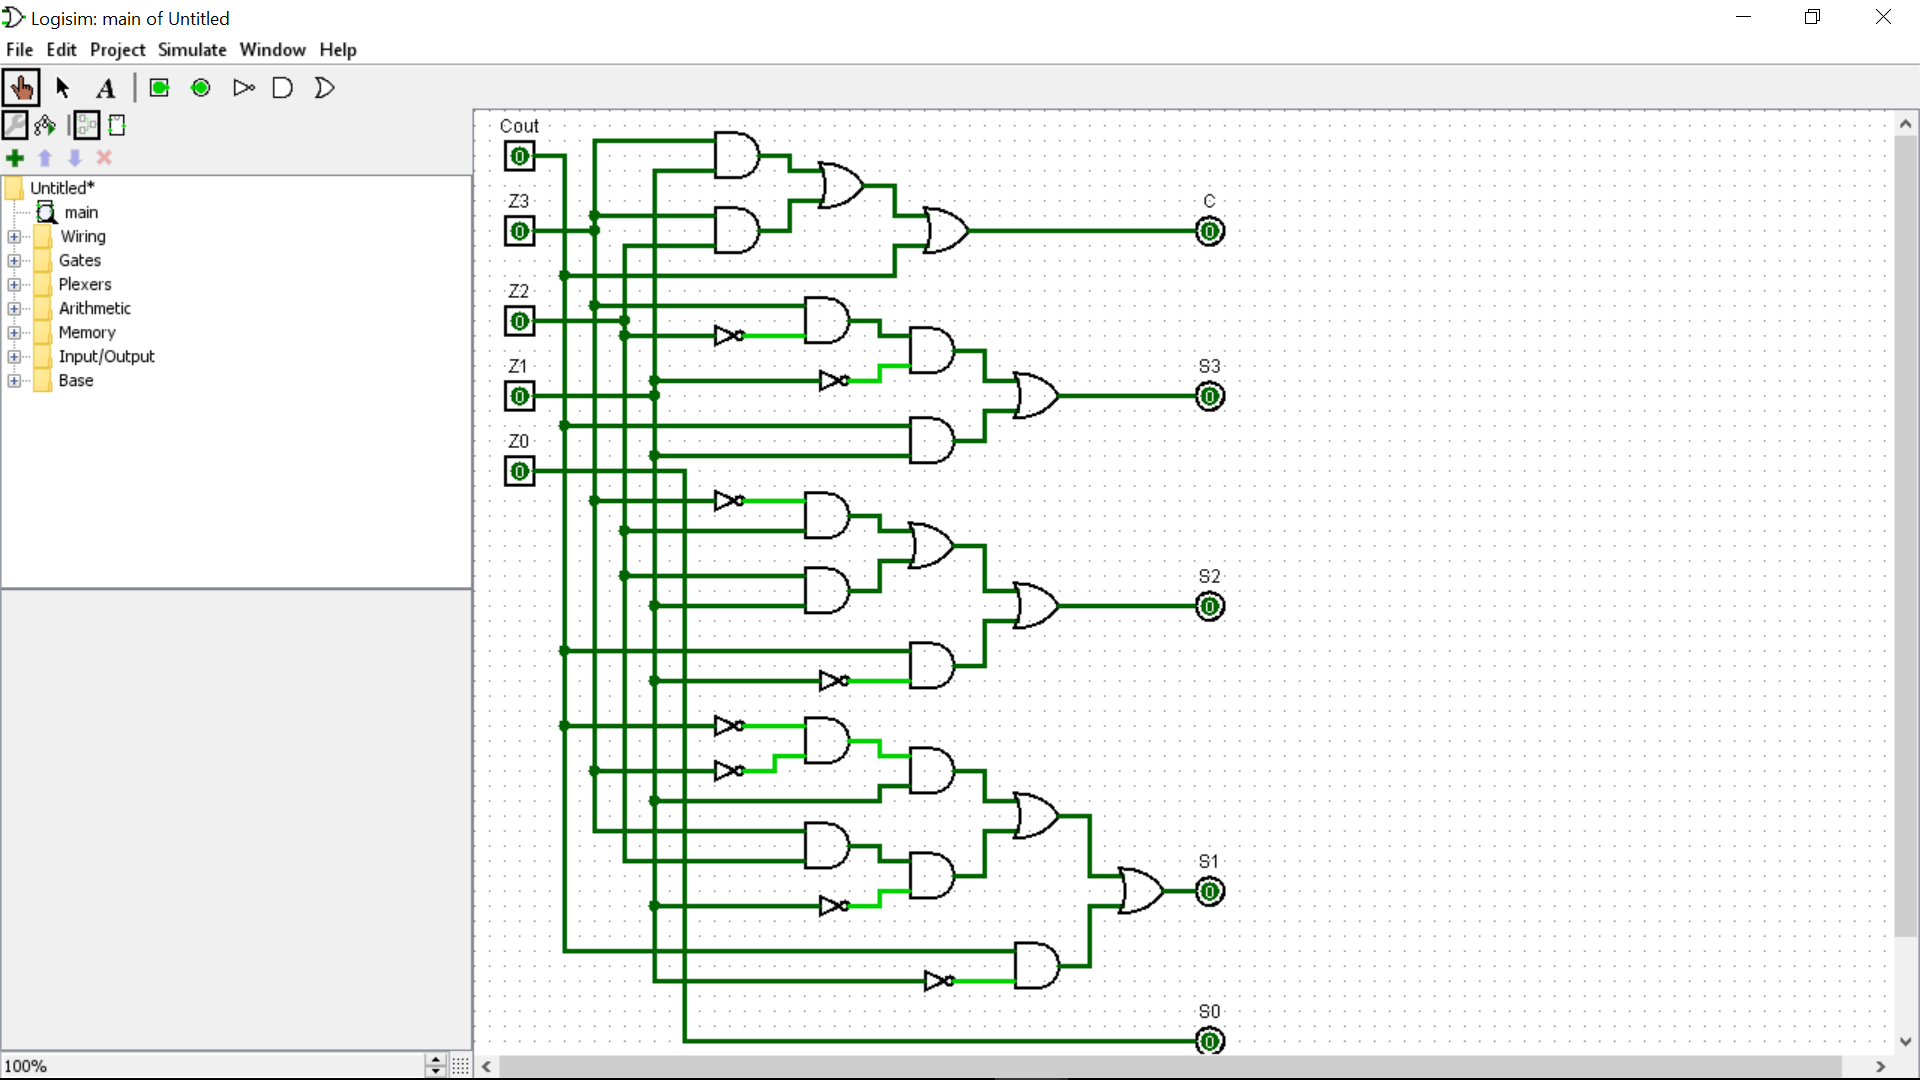 Logisim: main of Untitled
File Edit Project Simulate Window Help
A
Untitled*
main
Wiring
Gates
Plexers
Arithmetic
Memory
Input/Output
Base
100%
Cout
0
Z3
0
C
0
Z2
0
Z1
0
S3
0
Z0
0
S2
0
S1
0
S0
0